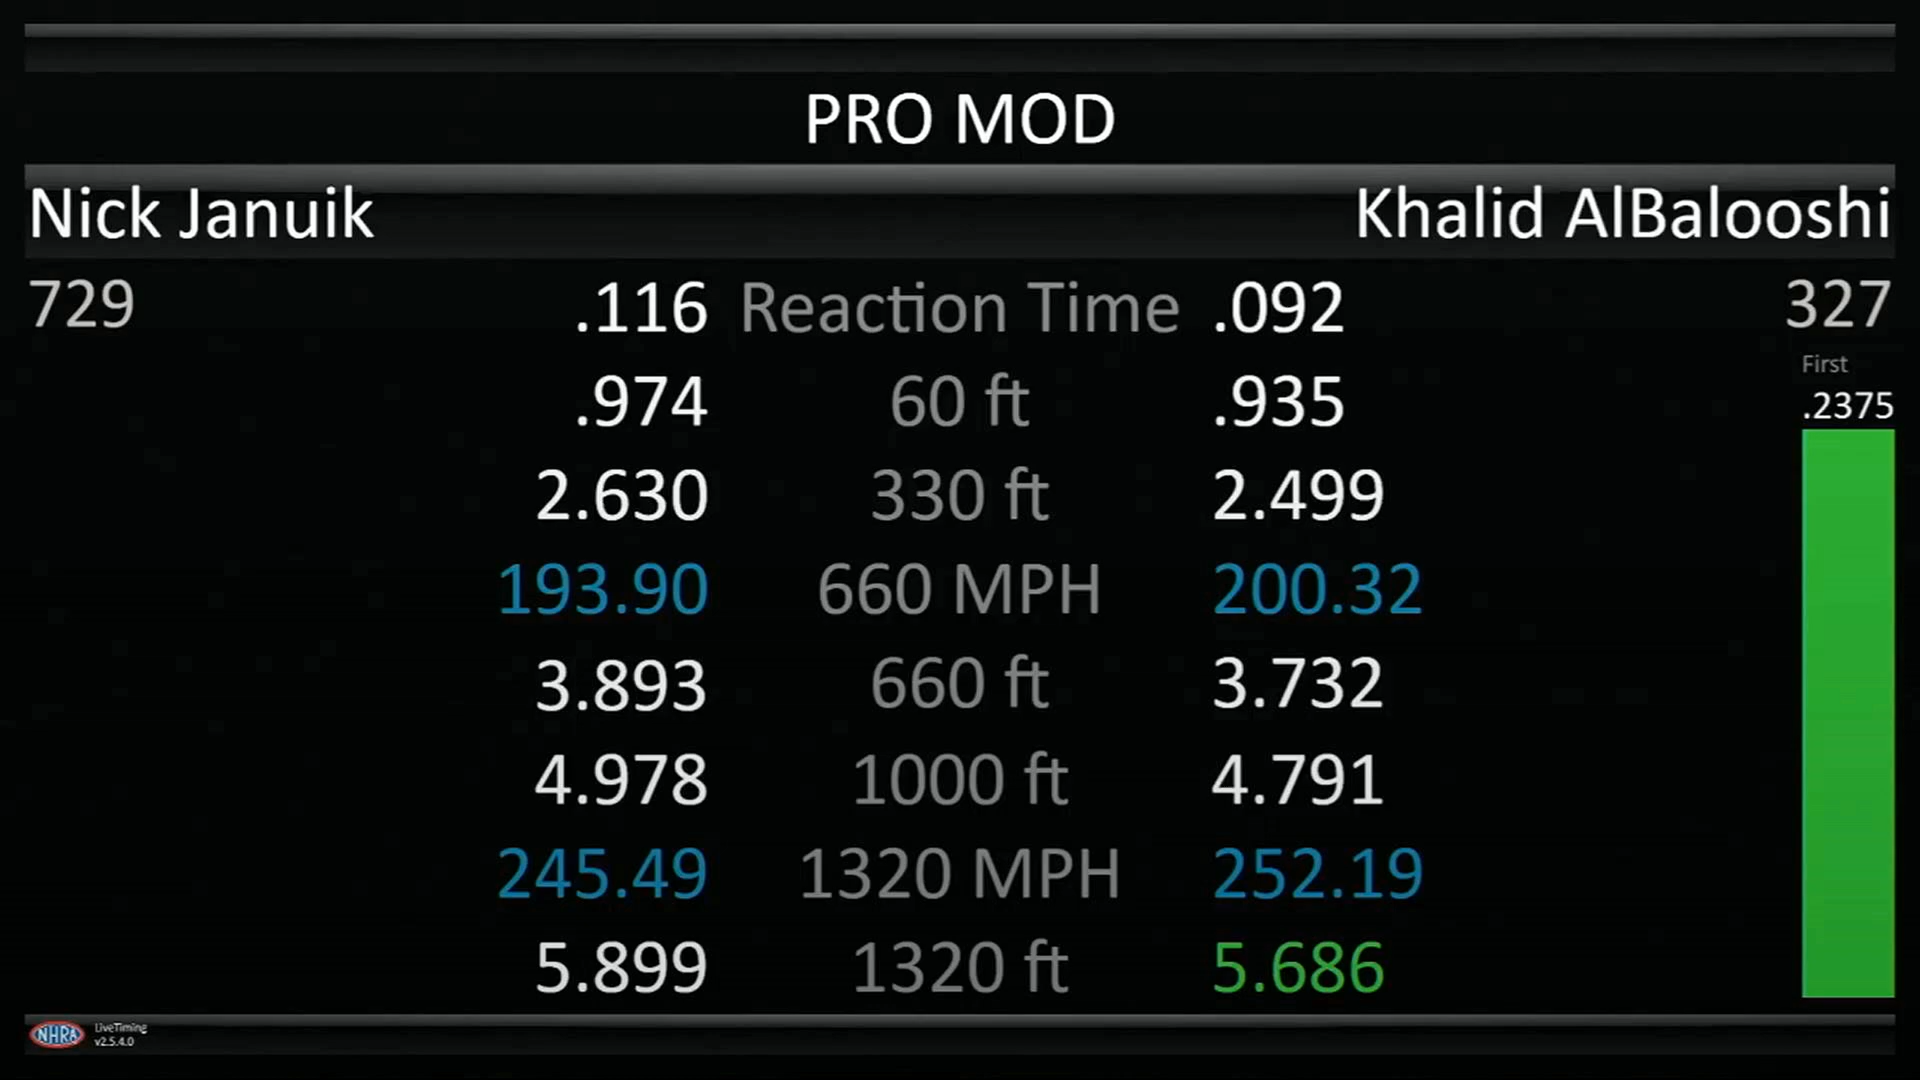 PRO MOD
Nick Januik Khalid AlBalooshi
729 .116 Reaction Time .092 327
First
.974 60 ft .935 .2375
2.630 330 ft 2.499
193.90 660 MPH 200.32
3.893 660 ft 3.732
4.978 1000 ft 4.791
245.49 1320 MPH 252.19
5.899 1320 ft 5.686
NHRA LiveTiming
v2.5.4.0